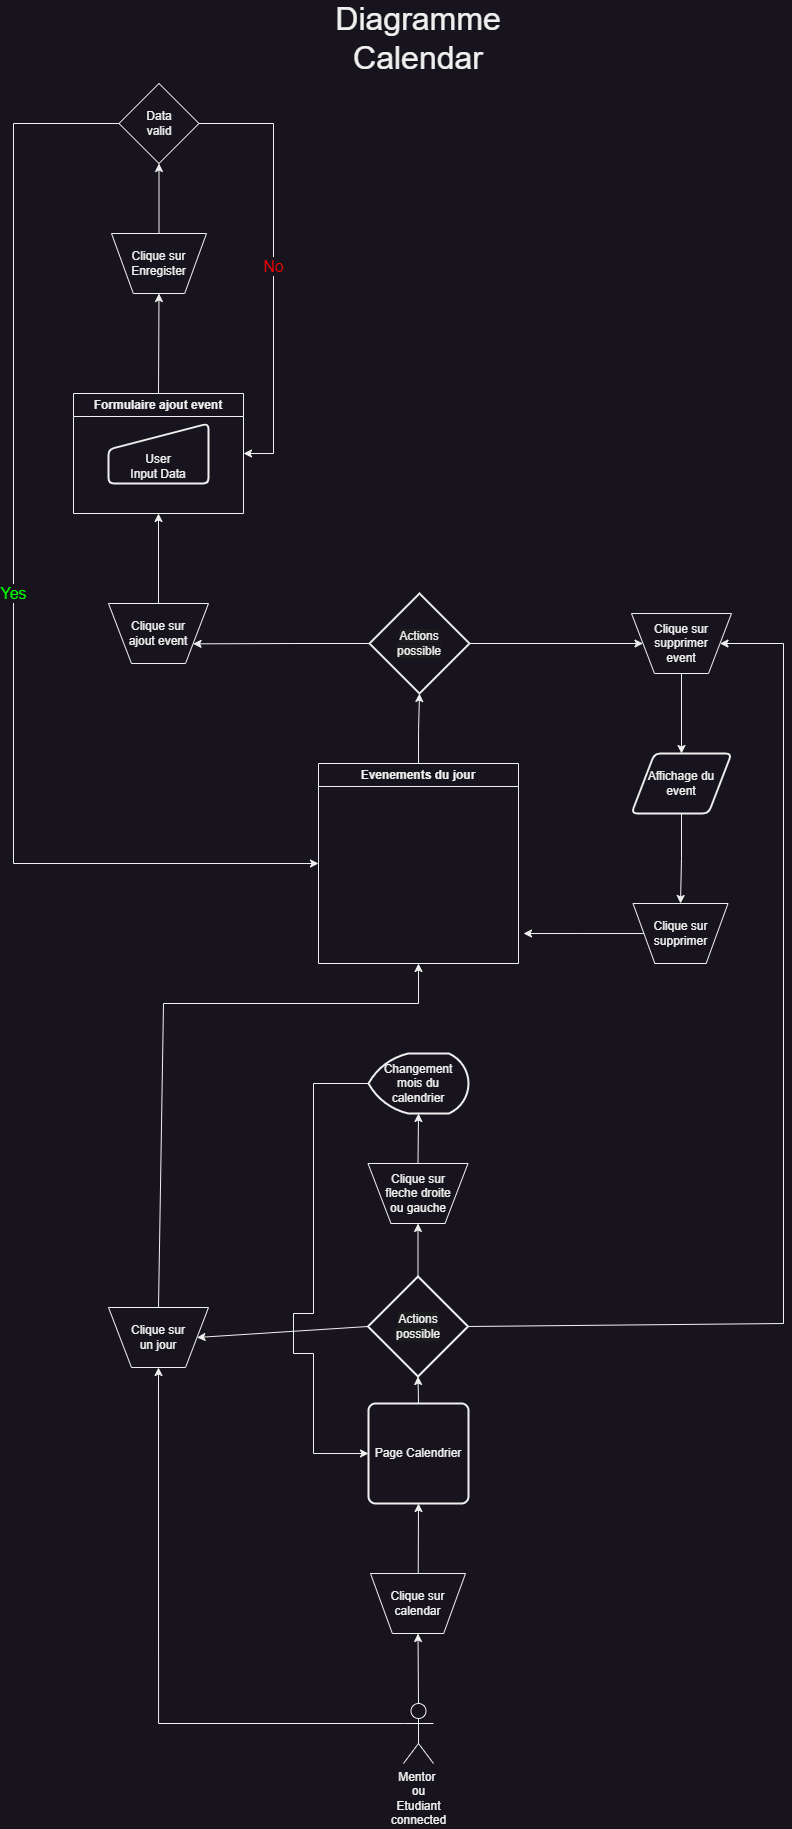 Diagramme
Calendar
Data
valid
Clique sur
Enregister
No
Formulaire ajout event
User
Input Data
Yes
Clique sur
ajout event
Actions
possible
Clique sur
supprimer
event
Evenements du jour
Affichage du
event
Clique sur
supprimer
Changement
mois du
calendrier
Clique sur
fleche droite
ou gauche
Clique sur
un jour
Actions
possible
Page Calendrier
Clique sur
calendar
Mentor
ou
Etudiant
connected